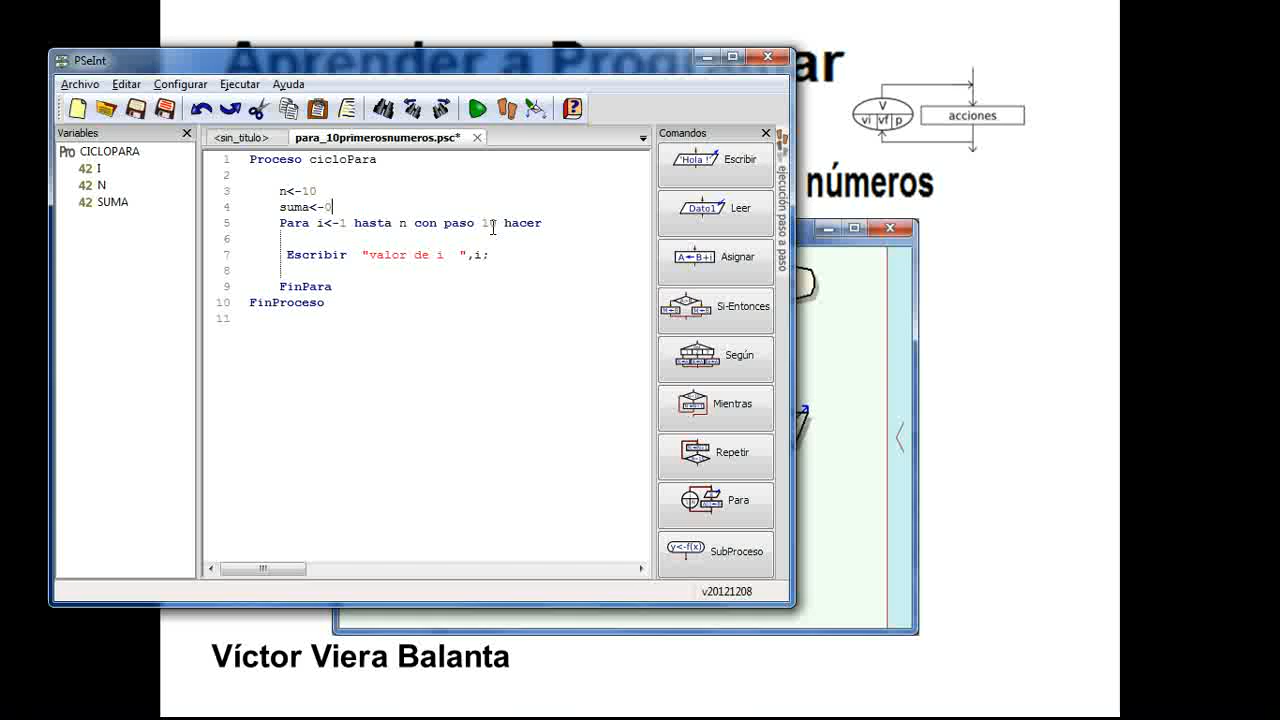 Aprender a Programar
PSeInt
Archivo Editar Configurar Ejecutar Ayuda
Variables
<sin_titulo> para_10primerosnumeros.psc*
Comandos
PrO CICLOPARA
42 I
42 N
42 SUMA
1 Proceso cicloPara
2
3 n<-10
4 suma<-0
5 Para i<-1 hasta n con paso hacer
6
7 Escribir "valor de i ",i;
8
9 FinPara
10 FinProceso
11
'Hola !' Escribir
Dato1 Leer
A←B+i Asignar
Si-Entonces
Según
Mientras
Repetir
Para
y<-f(x) SubProceso
ejecución paso a paso
v20121208
V
vi vf p
acciones
números
Víctor Viera Balanta